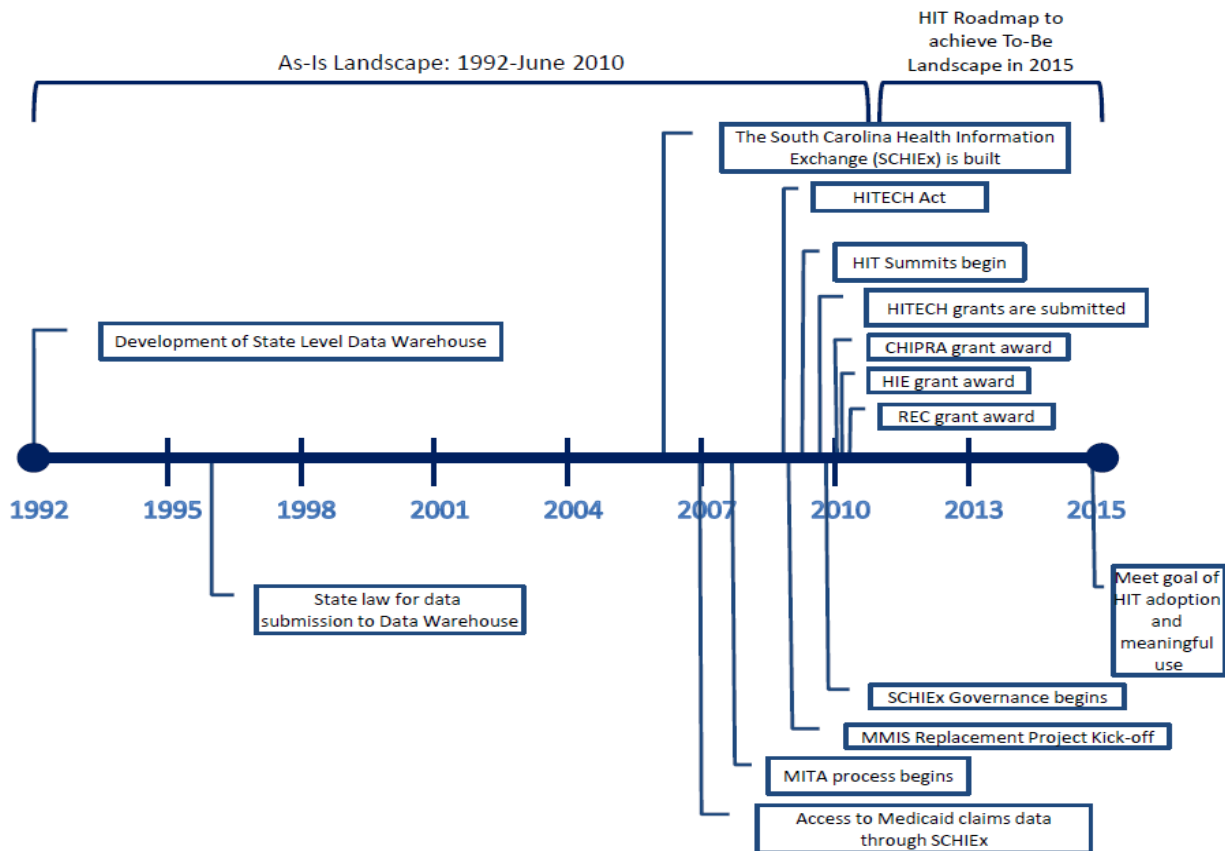 As-Is Landscape: 1992-June 2010
HIT Roadmap to
achieve To-Be
Landscape in 2015
The South Carolina Health Information
Exchange (SCHIEx) is built
HITECH Act
HIT Summits begin
HITECH grants are submitted
Development of State Level Data Warehouse
CHIPRA grant award
HIE grant award
REC grant award
1992
1995
1998
2001
2004
2007
2010
2013
2015
State law for data
submission to Data Warehouse
Meet goal of
HIT adoption
and
meaningful
use
SCHIEx Governance begins
MMIS Replacement Project Kick-off
MITA process begins
Access to Medicaid claims data
through SCHIEx